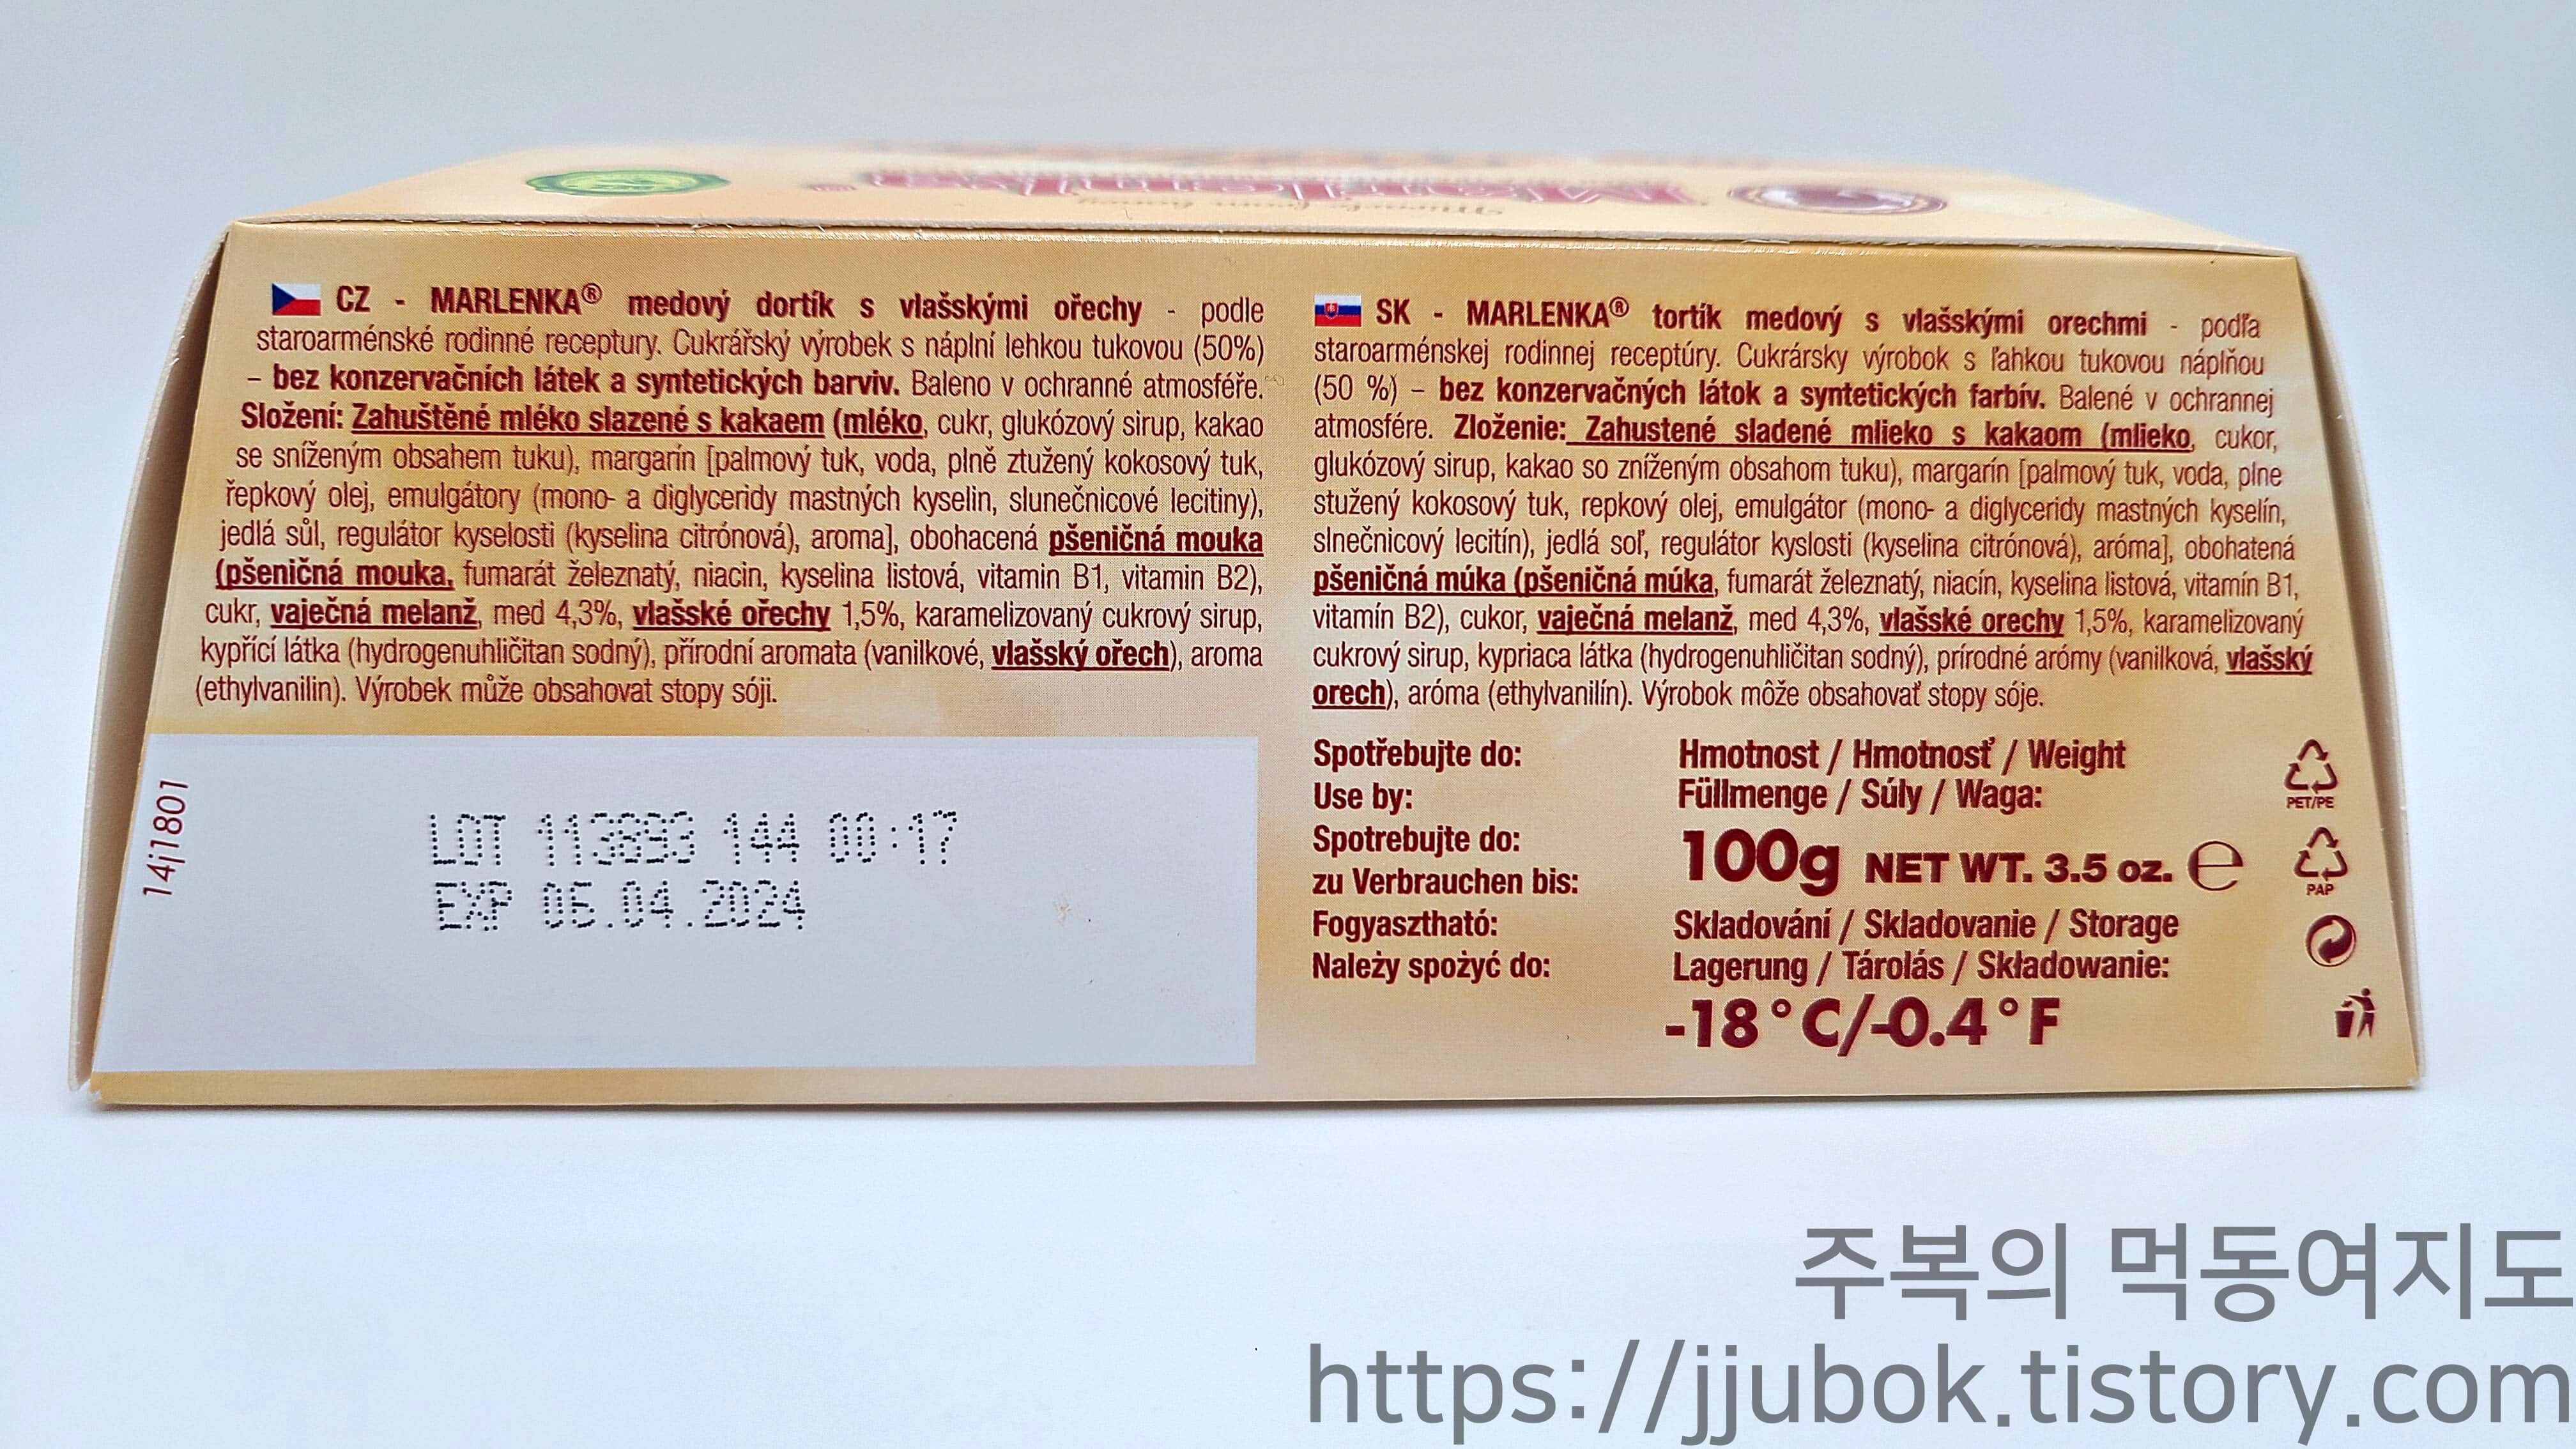 Marlenka®
CZ - MARLENKA® medový dortík s vlašskými ořechy - podle
staroarménské rodinné receptury. Cukrářský výrobek s náplní lehkou tukovou (50%)
– bez konzervačních látek a syntetických barviv. Baleno v ochranné atmosféře.
Složení: Zahuštěné mléko slazené s kakaem (mléko, cukr, glukózový sirup, kakao
se sníženým obsahem tuku), margarín [palmový tuk, voda, plně ztužený kokosový tuk,
řepkový olej, emulgátory (mono- a diglyceridy mastných kyselin, slunečnicové lecitiny),
jedlá sůl, regulátor kyselosti (kyselina citrónová), aroma], obohacená pšeničná mouka
(pšeničná mouka, fumarát železnatý, niacin, kyselina listová, vitamin B1, vitamin B2),
cukr, vaječná melanž, med 4,3%, vlašské ořechy 1,5%, karamelizovaný cukrový sirup,
kypřící látka (hydrogenuhličitan sodný), přírodní aromata (vanilkové, vlašský ořech), aroma
(ethylvanilin). Výrobek může obsahovat stopy sóji.
SK - MARLENKA® tortík medový s vlašskými orechmi - podľa
staroarménskej rodinnej receptúry. Cukrársky výrobok s ľahkou tukovou náplňou
(50 %) – bez konzervačných látok a syntetických farbív. Balené v ochrannej
atmosfére. Zloženie: Zahustené sladené mlieko s kakaom (mlieko, cukor,
glukózový sirup, kakao so zníženým obsahom tuku), margarín [palmový tuk, voda, plne
stužený kokosový tuk, repkový olej, emulgátor (mono- a diglyceridy mastných kyselín,
slnečnicový lecitín), jedlá soľ, regulátor kyslosti (kyselina citrónová), aróma], obohatená
pšeničná múka (pšeničná múka, fumarát železnatý, niacín, kyselina listová, vitamín B1,
vitamín B2), cukor, vaječná melanž, med 4,3%, vlašské orechy 1,5%, karamelizovaný
cukrový sirup, kypriaca látka (hydrogenuhličitan sodný), prírodné arómy (vanilková, vlašský
orech), aróma (ethylvanilín). Výrobok môže obsahovať stopy sóje.
14j1801
LOT 113893 144 00:17
EXP 06.04.2024
Spotřebujte do:
Use by:
Spotrebujte do:
zu Verbrauchen bis:
Fogyasztható:
Należy spożyć do:
Hmotnost / Hmotnosť / Weight
Füllmenge / Súly / Waga:
100g NET WT. 3.5 oz. e
Skladování / Skladovanie / Storage
Lagerung / Tárolás / Składowanie:
-18°C/-0.4°F
PET/PE
PAP
주복의 먹동여지도
https://jjubok.tistory.com